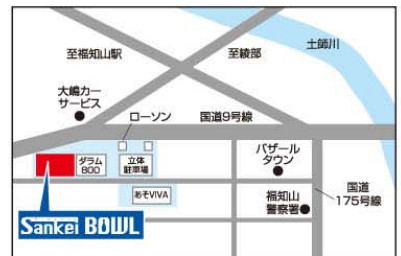 至福知山駅
至綾部
土師川
大嶋カー
サービス
ローソン
国道9号線
ダラム
800
立体
駐車場
バザール
タウン
あそVIVA
福知山
警察署
国道
175号線
Sankei BOWL